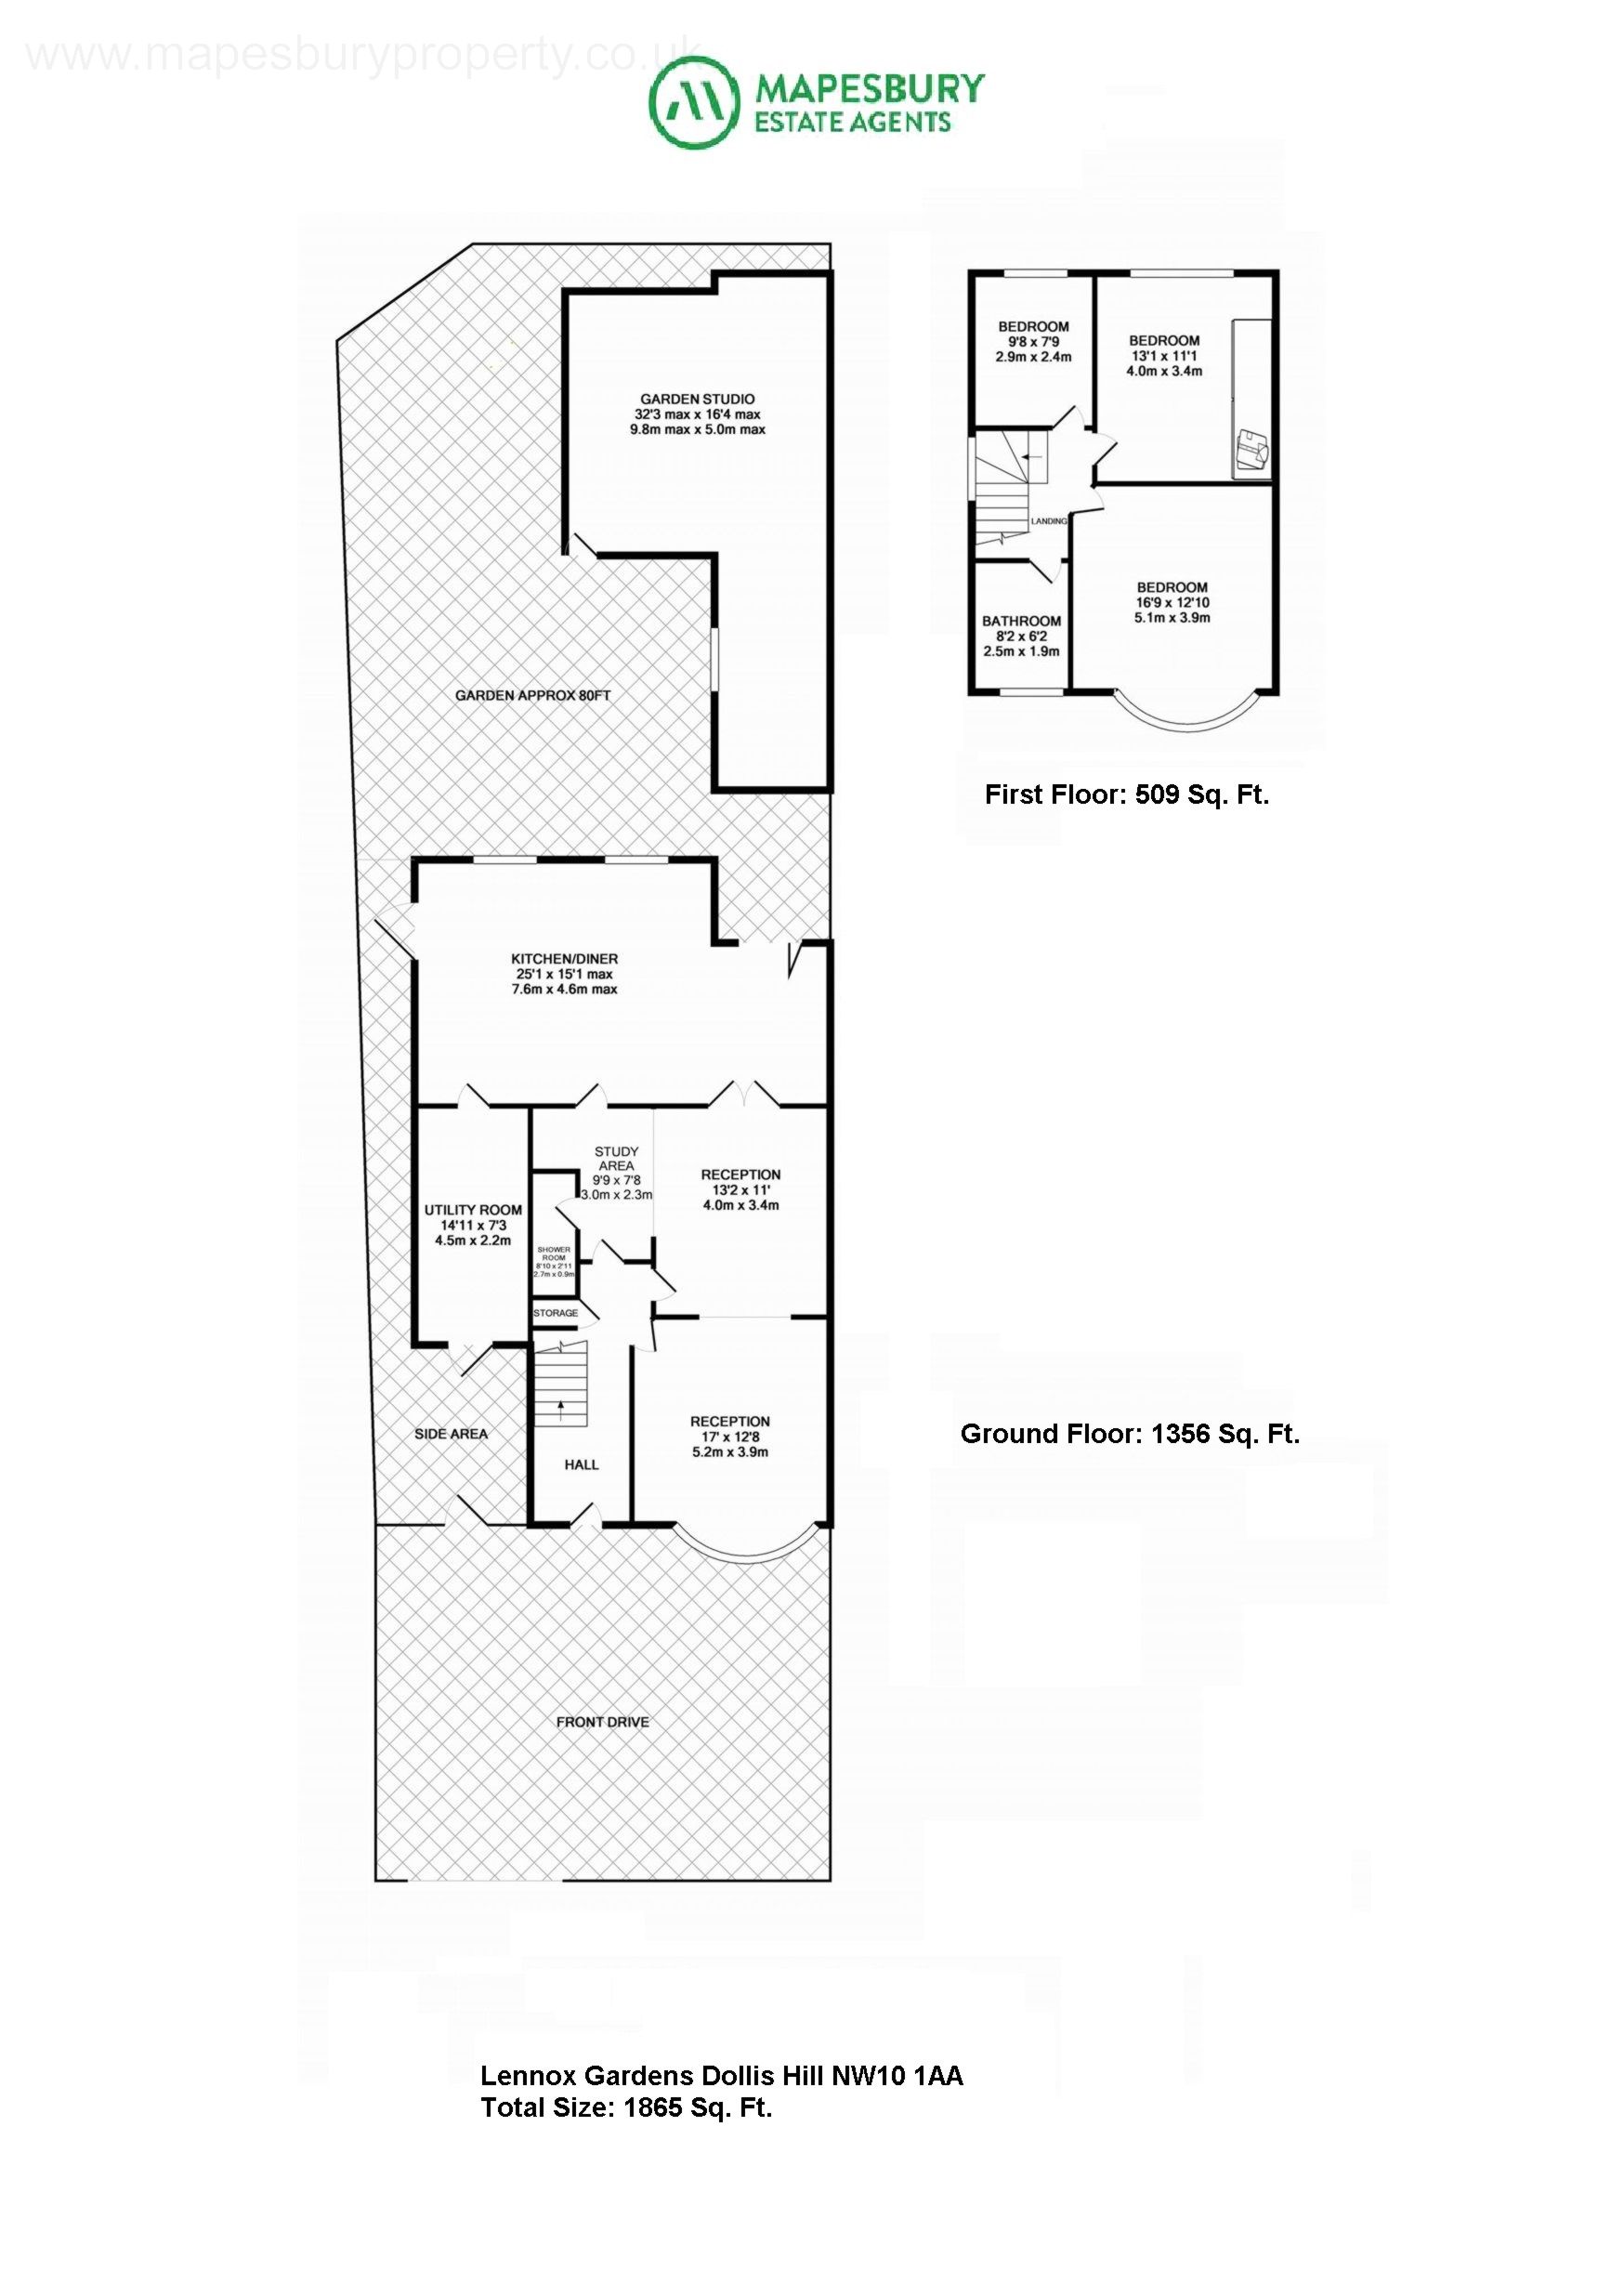 www.mapesburyproperty.co.uk
MAPESBURY
ESTATE AGENTS
GARDEN STUDIO
32'3 max x 16'4 max
9.8m max x 5.0m max
GARDEN APPROX 80FT
BEDROOM
9'8 x 7'9
2.9m x 2.4m
BEDROOM
13'1 x 11'1
4.0m x 3.4m
LANDING
BEDROOM
16'9 x 12'10
5.1m x 3.9m
BATHROOM
8'2 x 6'2
2.5m x 1.9m
First Floor: 509 Sq. Ft.
KITCHEN/DINER
25'1 x 15'1 max
7.6m x 4.6m max
STUDY
AREA
9'9 x 7'8
3.0m x 2.3m
RECEPTION
13'2 x 11'
4.0m x 3.4m
UTILITY ROOM
14'11 x 7'3
4.5m x 2.2m
SHOWER
ROOM
8'10 x 2'11
2.7m x 0.9m
STORAGE
SIDE AREA
HALL
RECEPTION
17' x 12'8
5.2m x 3.9m
Ground Floor: 1356 Sq. Ft.
FRONT DRIVE
Lennox Gardens Dollis Hill NW10 1AA
Total Size: 1865 Sq. Ft.